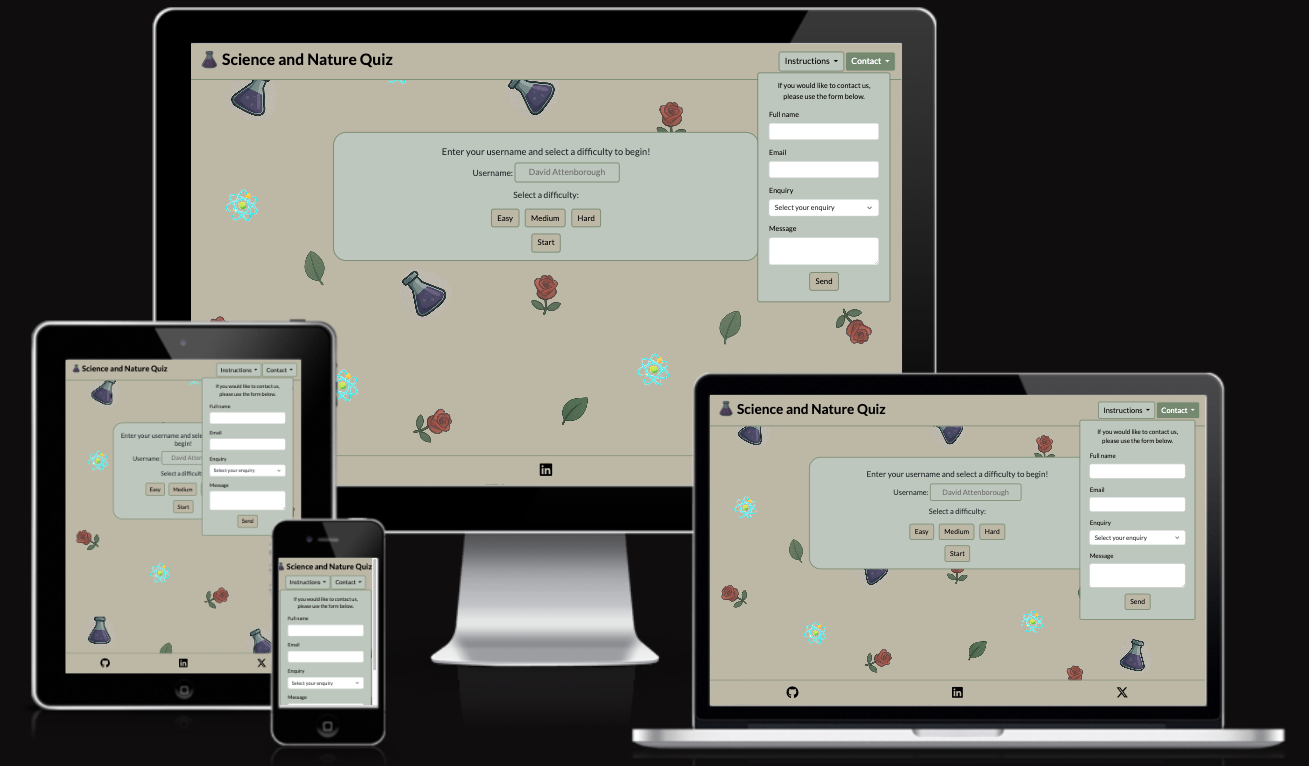 Science and Nature Quiz
Instructions
Contact
If you would like to contact us,
please use the form below.
Full name
Email
Enquiry
Select your enquiry
Message
Send
Enter your username and select a difficulty to begin!
Username: David Attenborough
Select a difficulty:
Easy Medium Hard
Start
Science and Nature Quiz
Instructions
Contact
If you would like to contact us,
please use the form below.
Full name
Email
Enquiry
Select your enquiry
Message
Send
Enter your username and sele
begin!
Username: David Atten
Select a difficult
Easy Medium
Start
Science and Nature Quiz
Instructions
Contact
If you would like to contact us,
please use the form below.
Full name
Email
Enquiry
Select your enquiry
Message
Science and Nature Quiz
Instructions
Contact
If you would like to contact us,
please use the form below.
Full name
Email
Enquiry
Select your enquiry
Message
Send
Enter your username and select a difficulty to begin!
Username: David Attenborough
Select a difficulty:
Easy Medium Hard
Start